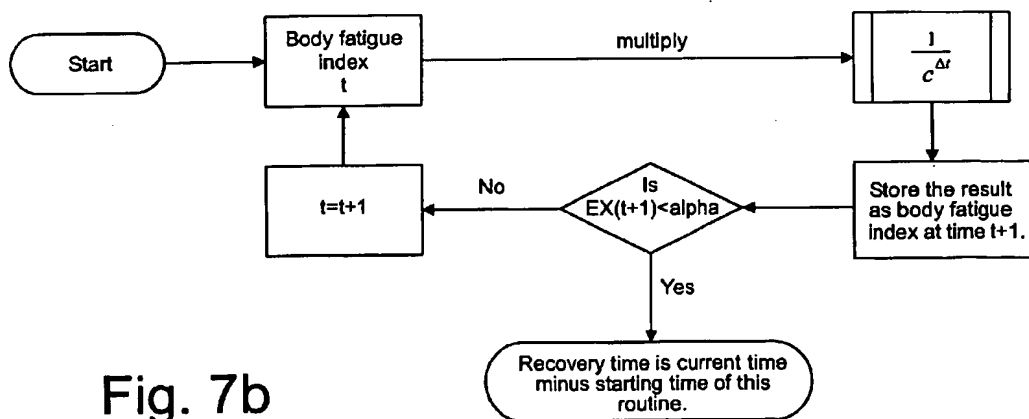 Start
Body fatigue
index
t
multiply
1
c^Δt
Store the result
as body fatigue
index at time t+1.
Is
EX(t+1)<alpha
No
t=t+1
Yes
Recovery time is current time
minus starting time of this
routine.
Fig. 7b